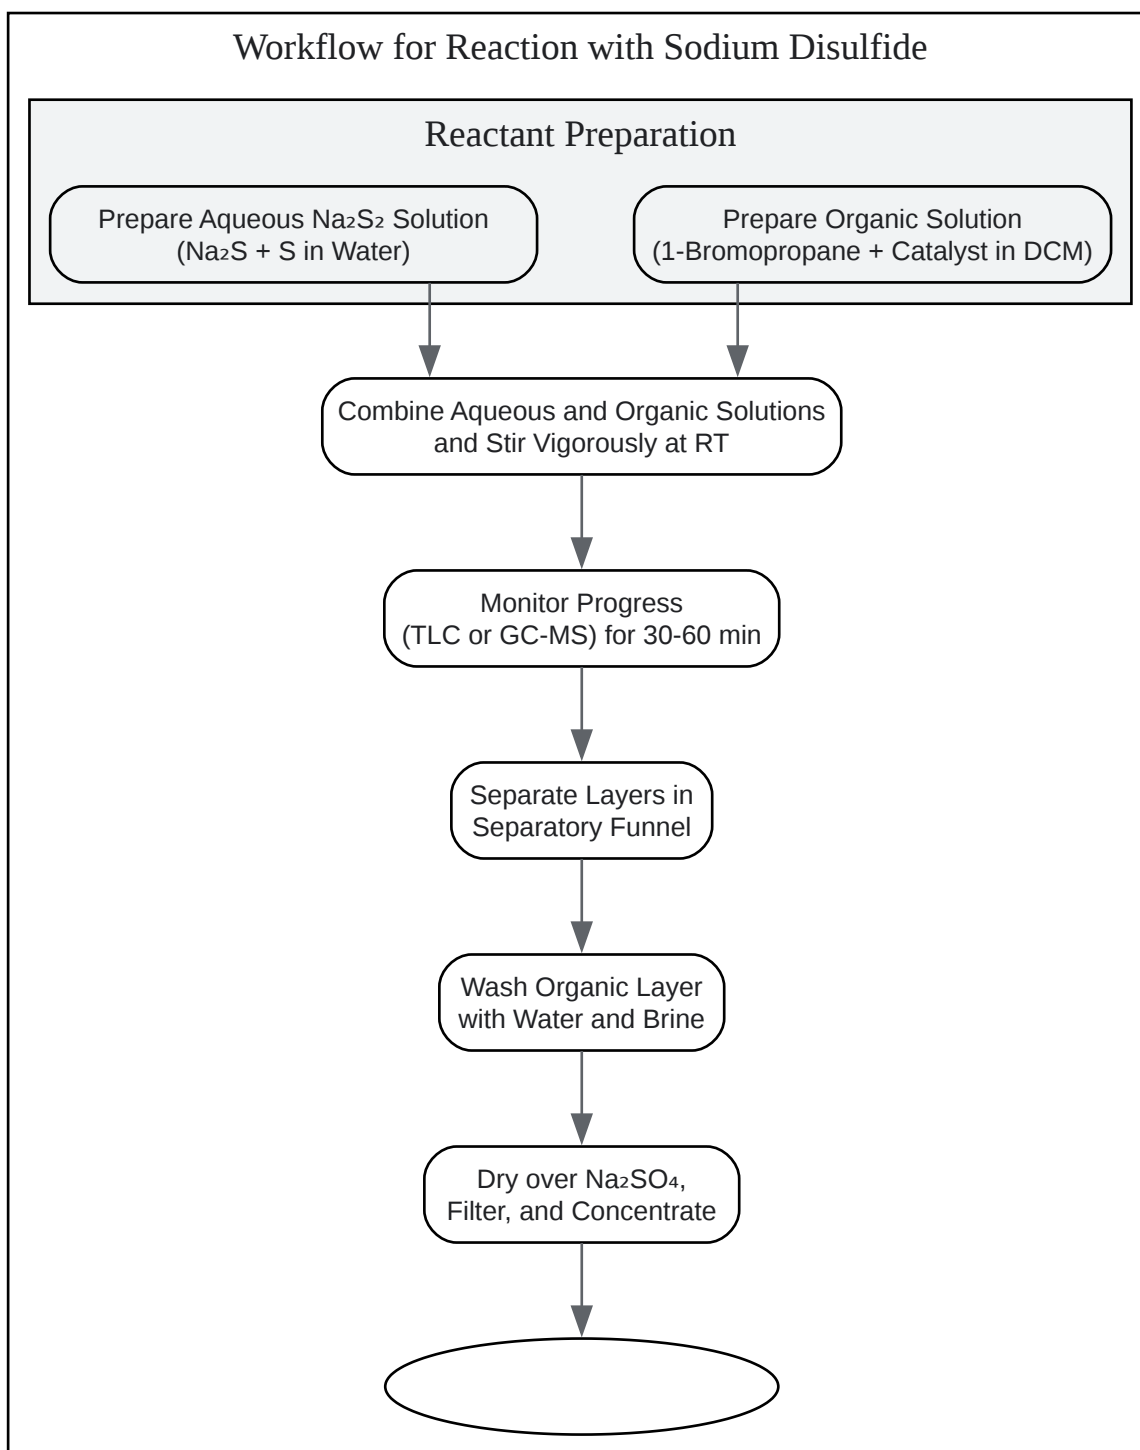 Workflow for Reaction with Sodium Disulfide
Reactant Preparation
Prepare Aqueous Na₂S₂ Solution
(Na₂S + S in Water)
Prepare Organic Solution
(1-Bromopropane + Catalyst in DCM)
Combine Aqueous and Organic Solutions
and Stir Vigorously at RT
Monitor Progress
(TLC or GC-MS) for 30-60 min
Separate Layers in
Separatory Funnel
Wash Organic Layer
with Water and Brine
Dry over Na₂SO₄,
Filter, and Concentrate